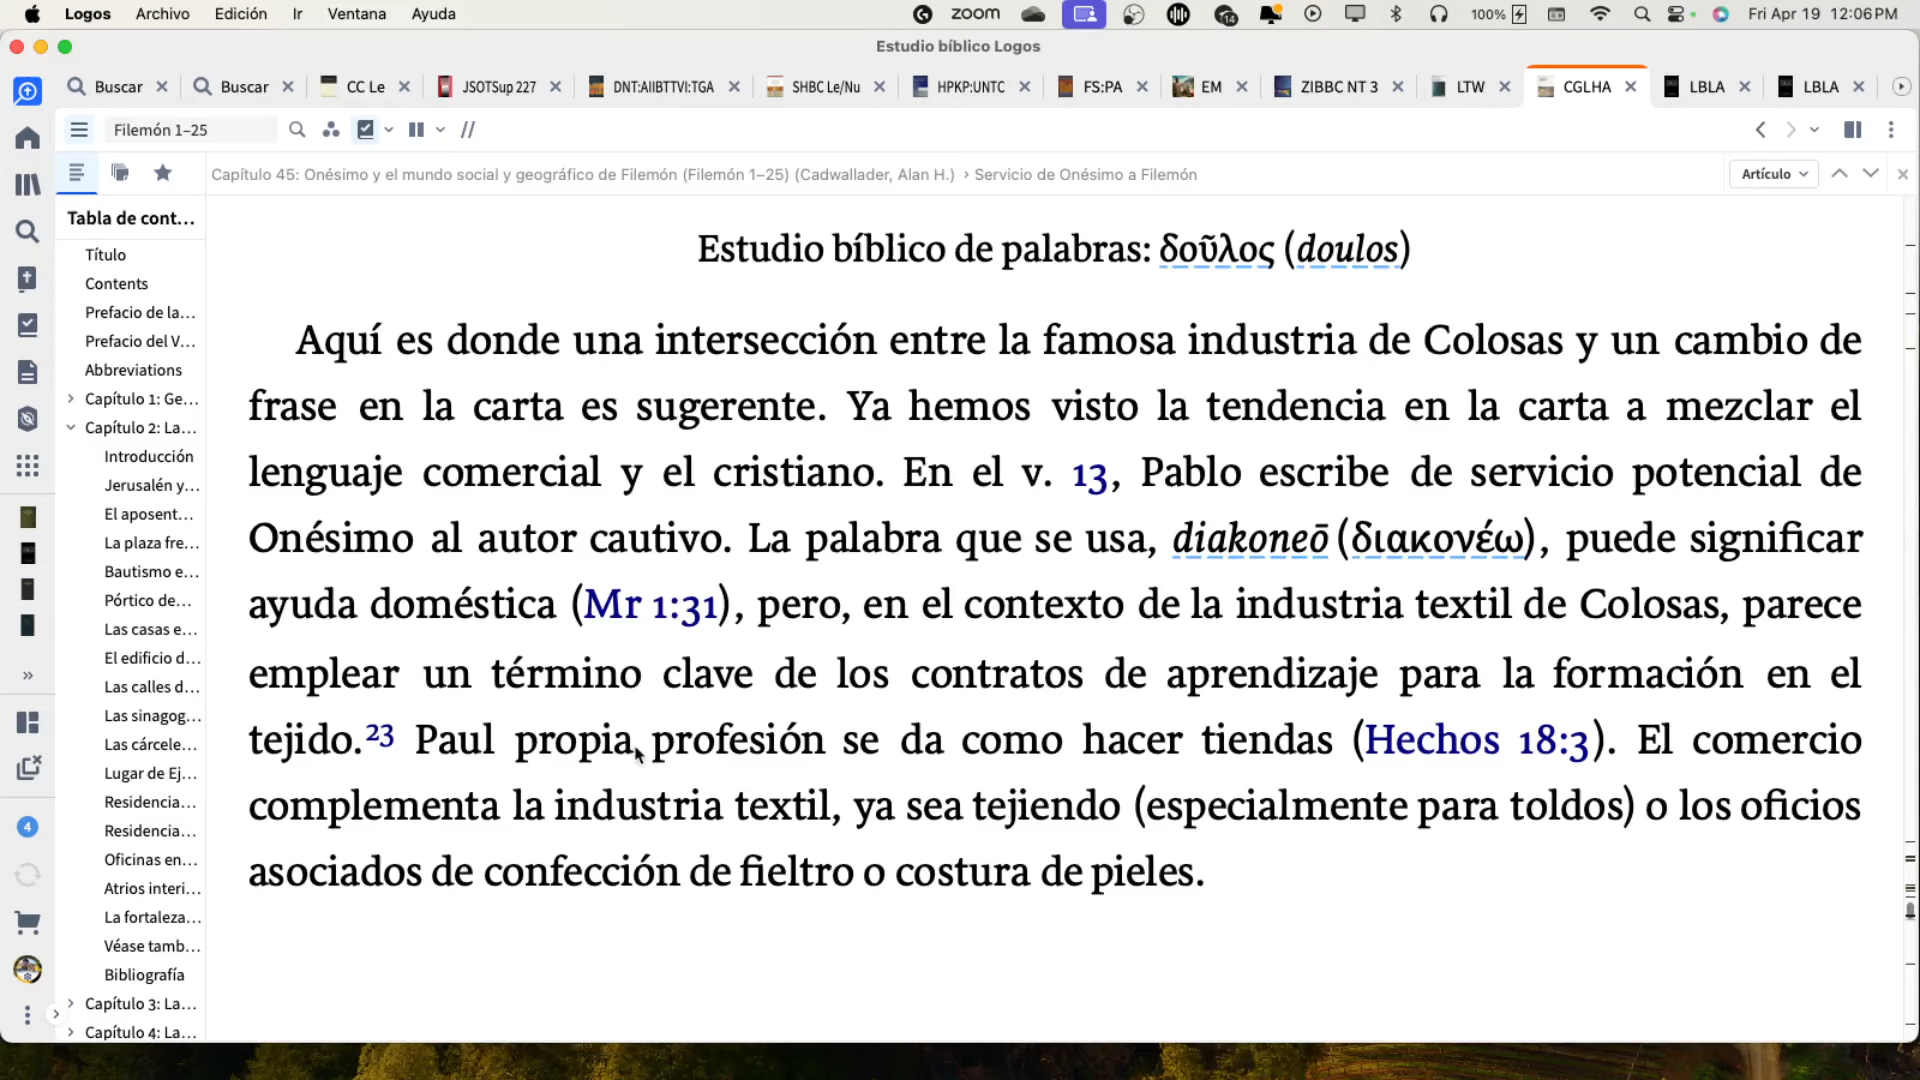 Logos Archivo Edición Ir Ventana Ayuda zoom 14 100% Fri Apr 19 12:06 PM
Estudio bíblico Logos
Buscar Buscar CC Le JSOTSup 227 DNT:AIIBTTVI:TGA SHBC Le/Nu HPKP:UNTC FS:PA EM ZIBBC NT 3 LTW CGLHA LBLA LBLA
Filemón 1–25 //
Capítulo 45: Onésimo y el mundo social y geográfico de Filemón (Filemón 1–25) (Cadwallader, Alan H.) › Servicio de Onésimo a Filemón Artículo
Tabla de cont...
Título
Contents
Prefacio de la...
Prefacio del V...
Abbreviations
Capítulo 1: Ge...
Capítulo 2: La...
Introducción
Jerusalén y...
El aposent...
La plaza fre...
Bautismo e...
Pórtico de...
Las casas e...
El edificio d...
Las calles d...
Las sinagog...
Las cárcele...
Lugar de Ej...
Residencia...
Residencia...
Oficinas en...
Atrios interi...
La fortaleza...
Véase tamb...
Bibliografía
Capítulo 3: La...
Capítulo 4: La...
4
Estudio bíblico de palabras: δοῦλος (doulos)
Aquí es donde una intersección entre la famosa industria de Colosas y un cambio de
frase en la carta es sugerente. Ya hemos visto la tendencia en la carta a mezclar el
lenguaje comercial y el cristiano. En el v. 13, Pablo escribe de servicio potencial de
Onésimo al autor cautivo. La palabra que se usa, diakoneō (διακονέω), puede significar
ayuda doméstica (Mr 1:31), pero, en el contexto de la industria textil de Colosas, parece
emplear un término clave de los contratos de aprendizaje para la formación en el
tejido.23 Paul propia profesión se da como hacer tiendas (Hechos 18:3). El comercio
complementa la industria textil, ya sea tejiendo (especialmente para toldos) o los oficios
asociados de confección de fieltro o costura de pieles.